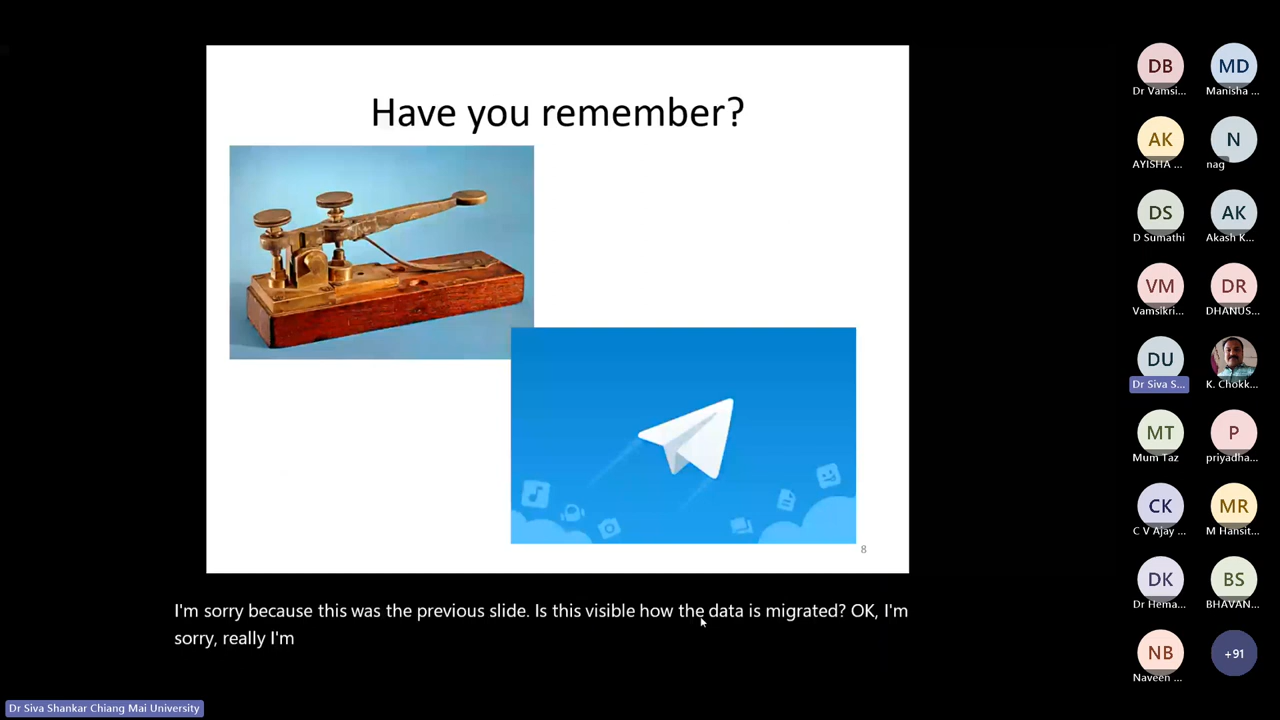 Have you remember?
8
I'm sorry because this was the previous slide. Is this visible how the data is migrated? OK, I'm
sorry, really I'm
Dr Siva Shankar Chiang Mai University
DB
MD
Dr Vamsi...
Manisha ...
AK
N
AYISHA ...
nag
DS
AK
D Sumathi
Akash K...
VM
DR
Vamsikri...
DHANUS...
DU
Dr Siva S...
K. Chokk...
MT
P
Mum Taz
priyadha...
CK
MR
C V Ajay ...
M Hansit...
DK
BS
Dr Hema...
BHAVAN...
NB
+91
Naveen ...